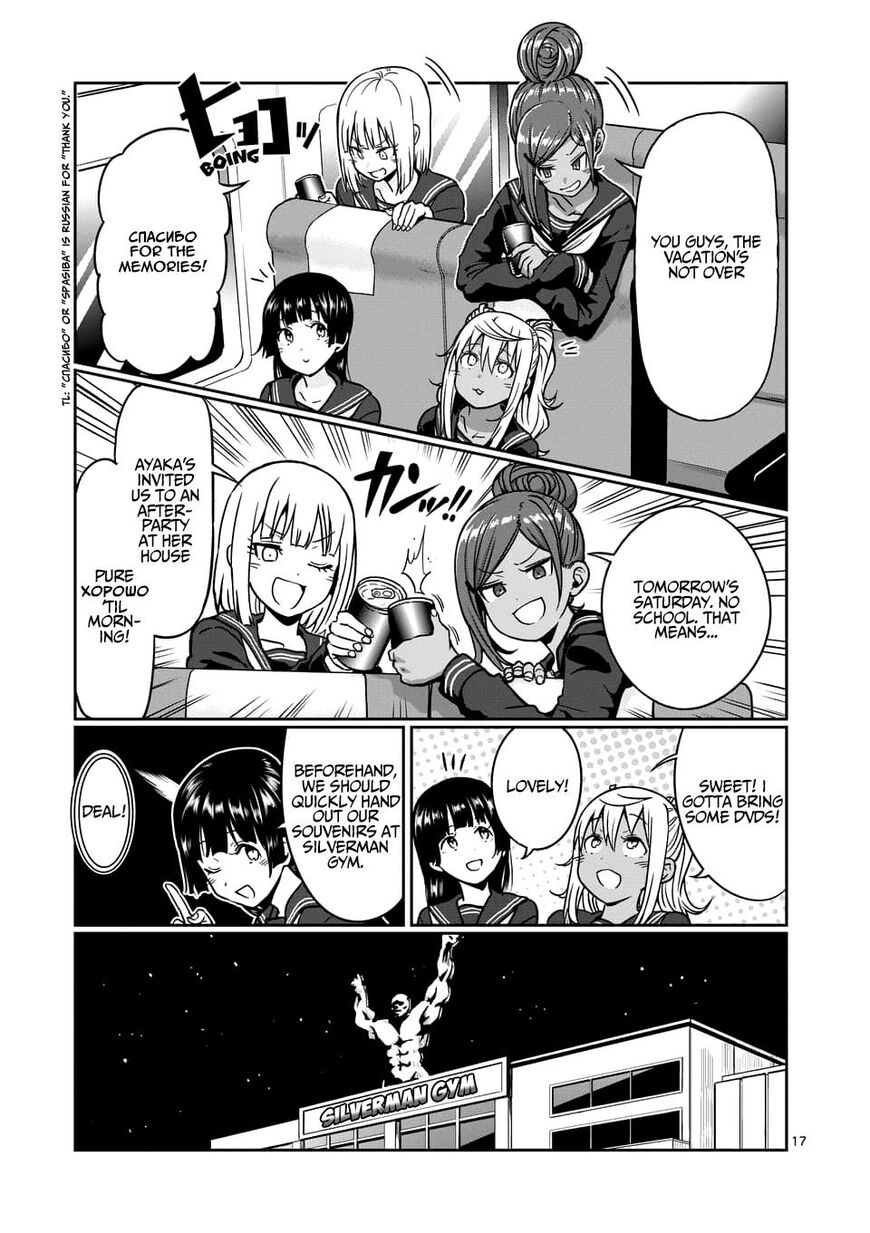 TL: "СПАСИБО" OR "SPASIBA" IS RUSSIAN FOR "THANK YOU."
YOU GUYS, THE
VACATION'S
NOT OVER
ヒョコッ
BOING
СПАСИБО
FOR THE
MEMORIES!
TOMORROW'S
SATURDAY. NO
SCHOOL. THAT
MEANS...
カンッ!!
AYAKA'S
INVITED
US TO AN
AFTER-
PARTY
AT HER
HOUSE
PURE
ХОРОШО
'TIL
MORN-
ING!
SWEET! I
GOTTA BRING
SOME DVDS!
LOVELY!
BEFOREHAND,
WE SHOULD
QUICKLY HAND
OUT OUR
SOUVENIRS AT
SILVERMAN
GYM.
DEAL!
SILVERMAN GYM
17